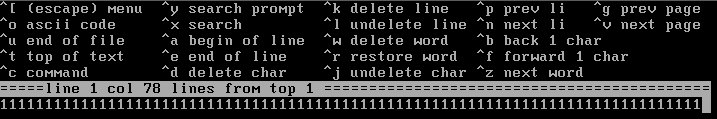 ^[ (escape) menu ^y search prompt ^k delete line ^p prev li ^g prev page
^o ascii code ^x search ^l undelete line ^n next li ^v next page
^u end of file ^a begin of line ^w delete word ^b back 1 char
^t top of text ^e end of line ^r restore word ^f forward 1 char
^c command ^d delete char ^j undelete char ^z next word
=====line 1 col 78 lines from top 1 ===========================================
111111111111111111111111111111111111111111111111111111111111111111111111111111